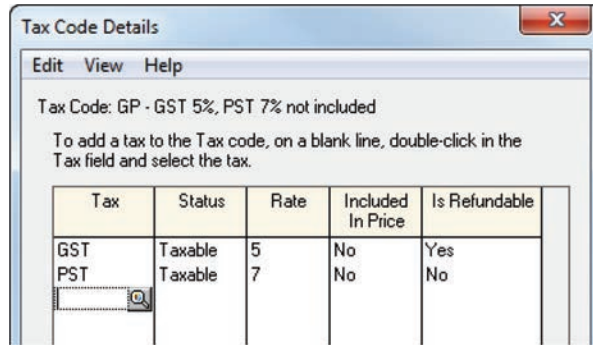 Tax Code Details
Edit View Help
Tax Code: GP - GST 5%, PST 7% not included
To add a tax to the Tax code, on a blank line, double-click in the
Tax field and select the tax.
Tax Status Rate Included In Price Is Refundable
GST Taxable 5 No Yes
PST Taxable 7 No No